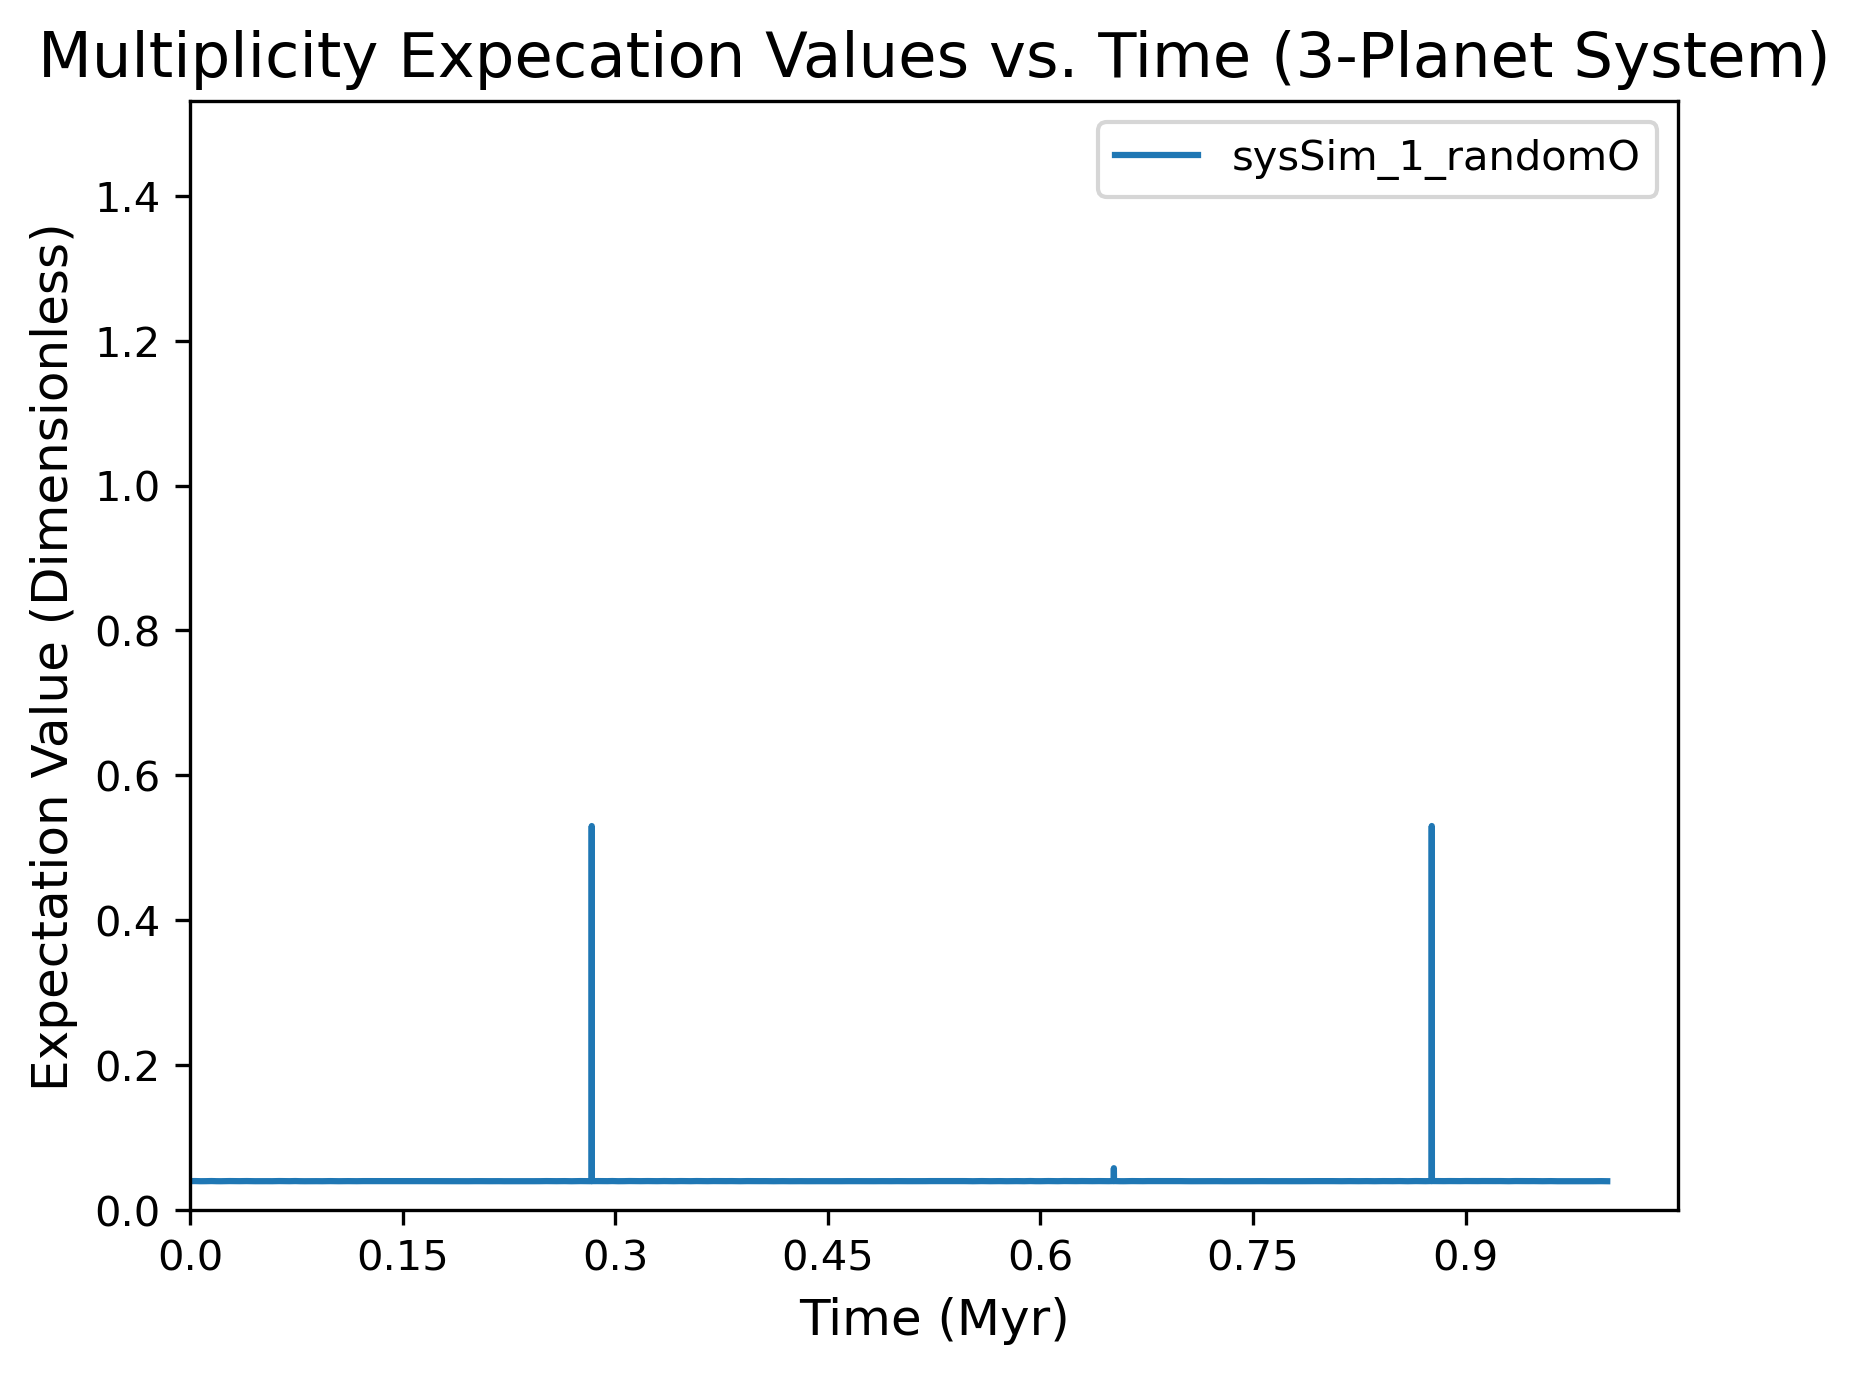 Multiplicity Expecation Values vs. Time (3-Planet System)
sysSim_1_randomO
Expectation Value (Dimensionless)
1.4
1.2
1.0
0.8
0.6
0.4
0.2
0.0
0.0 0.15 0.3 0.45 0.6 0.75 0.9
Time (Myr)